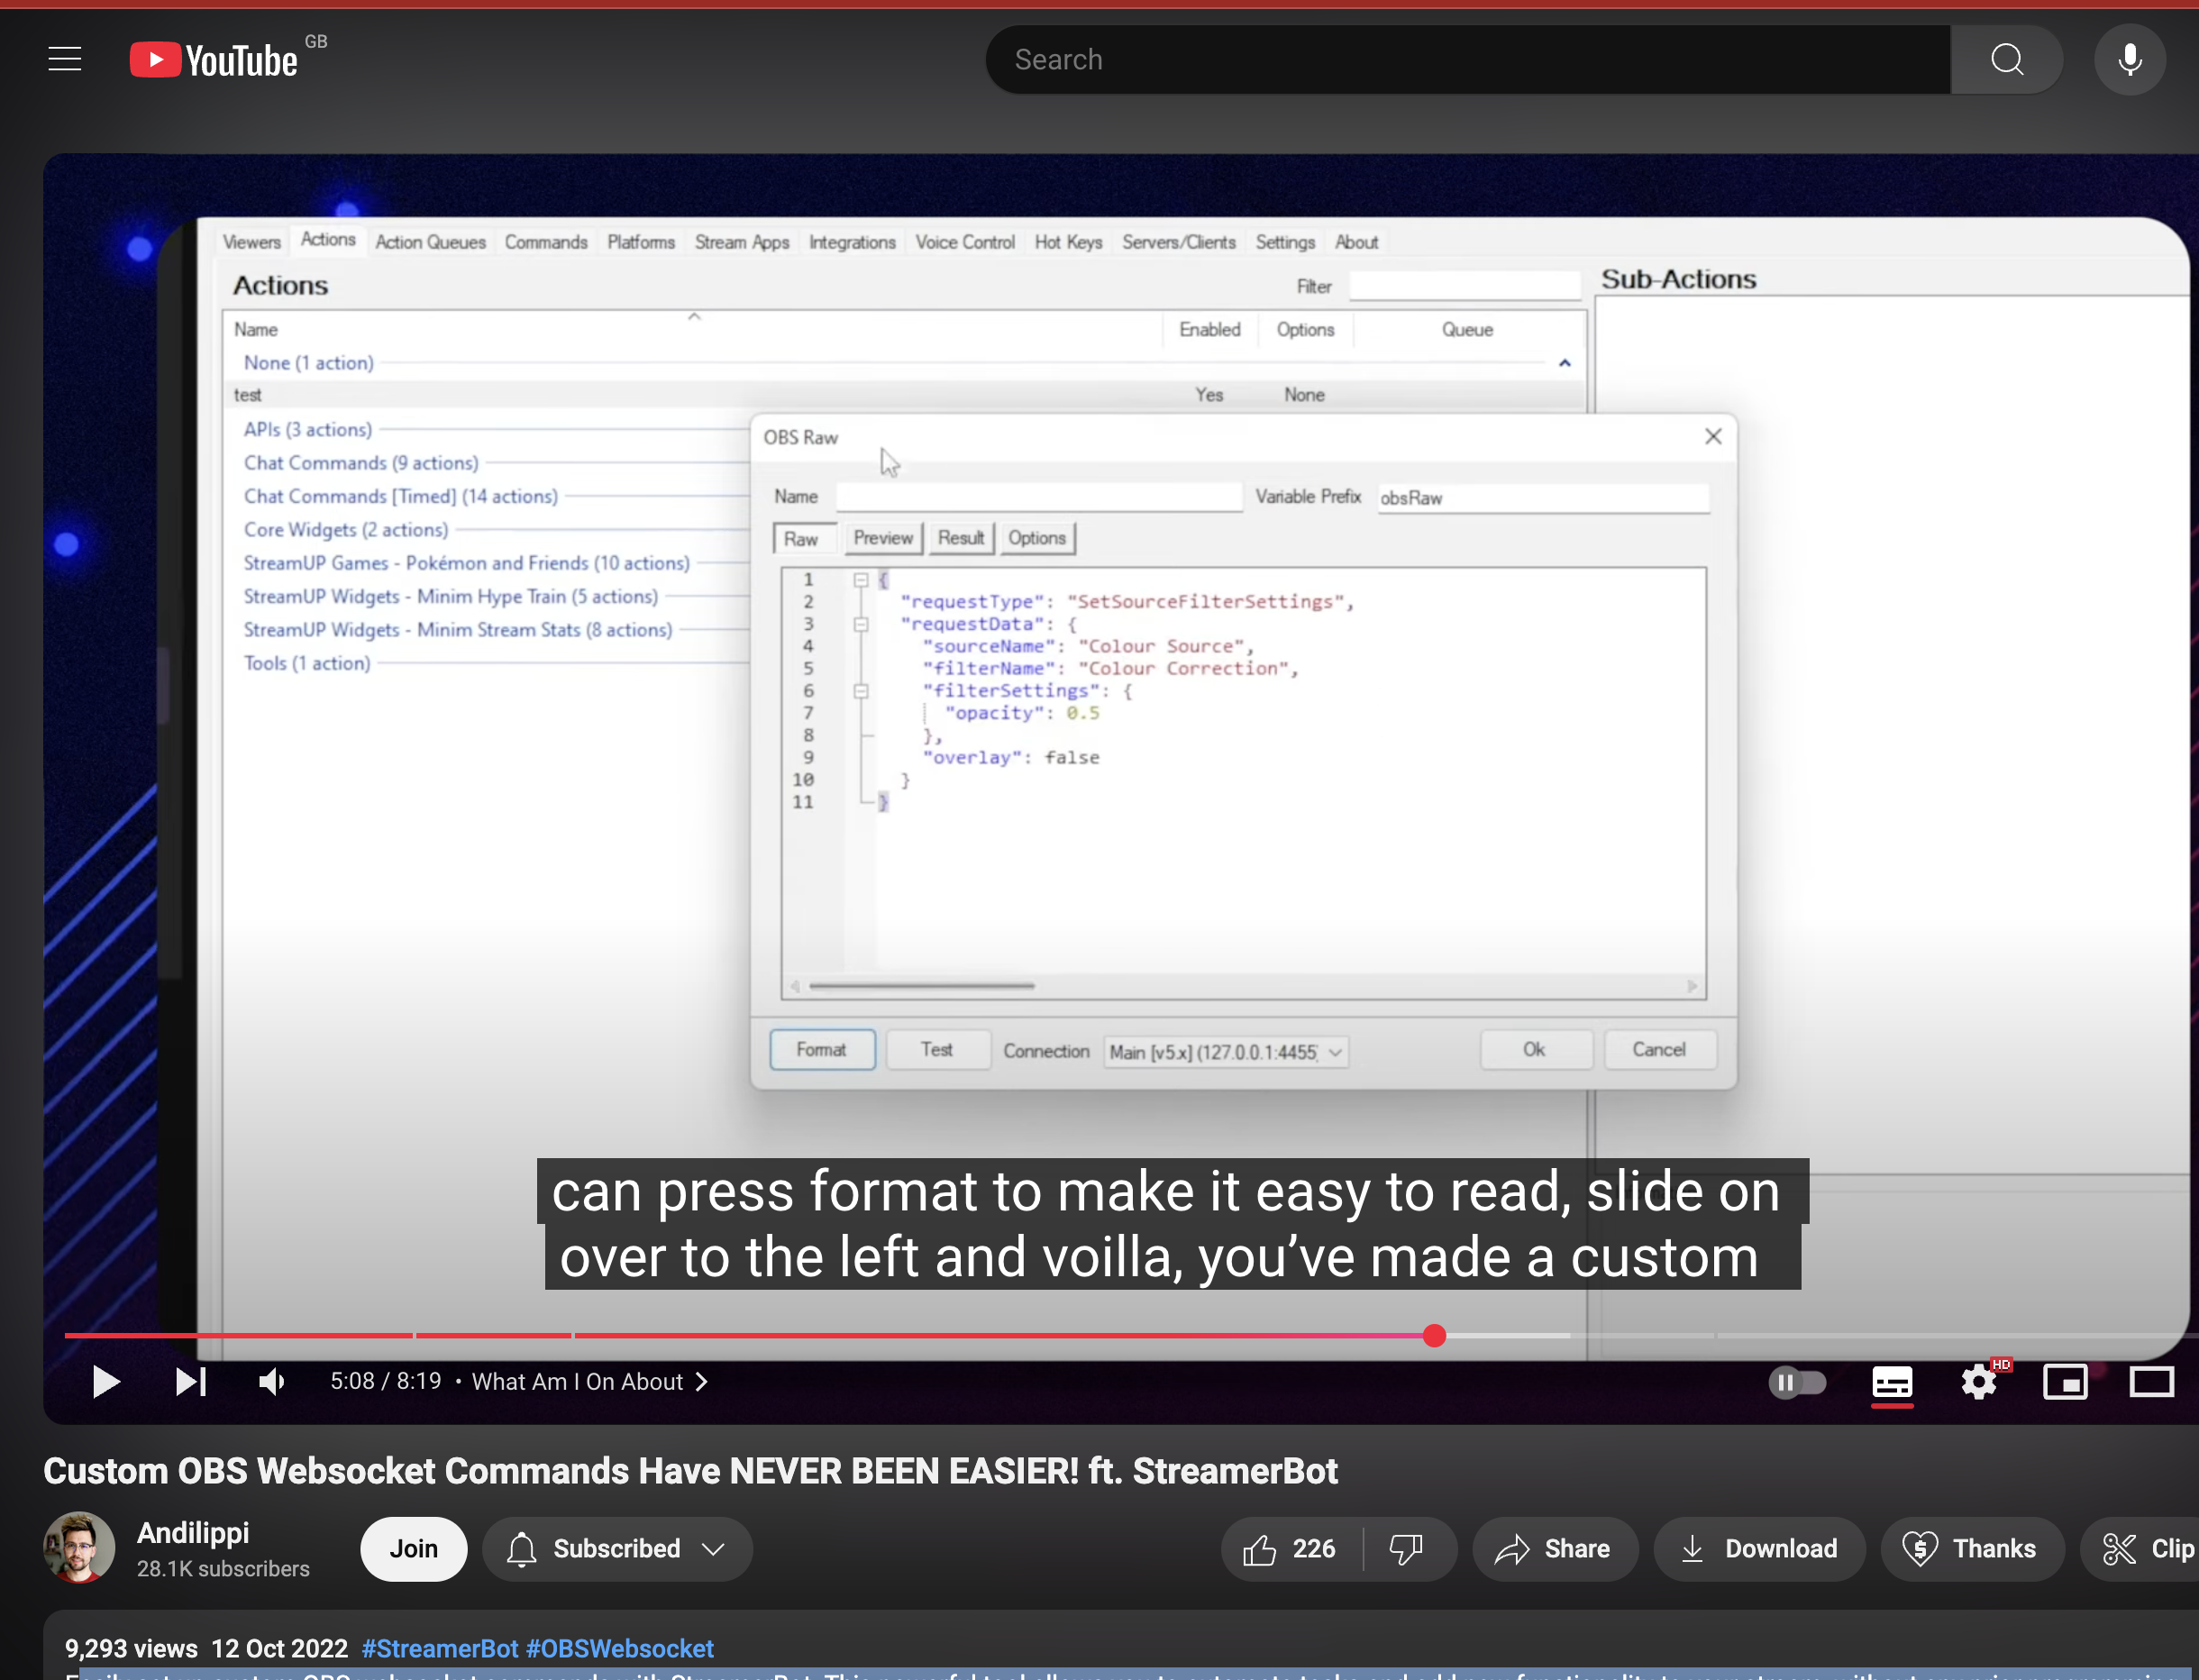 YouTube GB
Search
Viewers Actions Action Queues Commands Platforms Stream Apps Integrations Voice Control Hot Keys Servers/Clients Settings About
Actions
Filter
Sub-Actions
Name Enabled Options Queue
None (1 action)
test Yes None
APIs (3 actions)
Chat Commands (9 actions)
Chat Commands [Timed] (14 actions)
Core Widgets (2 actions)
StreamUP Games - Pokémon and Friends (10 actions)
StreamUP Widgets - Minim Hype Train (5 actions)
StreamUP Widgets - Minim Stream Stats (8 actions)
Tools (1 action)
OBS Raw
Name Variable Prefix obsRaw
Raw Preview Result Options
1 {
2 "requestType": "SetSourceFilterSettings",
3 "requestData": {
4 "sourceName": "Colour Source",
5 "filterName": "Colour Correction",
6 "filterSettings": {
7 "opacity": 0.5
8 },
9 "overlay": false
10 }
11 }
Format Test Connection Main [v5.x] (127.0.0.1:4455) Ok Cancel
can press format to make it easy to read, slide on
over to the left and voilla, you’ve made a custom
5:08 / 8:19 • What Am I On About
HD
Custom OBS Websocket Commands Have NEVER BEEN EASIER! ft. StreamerBot
Andilippi
28.1K subscribers
Join
Subscribed
226
Share
Download
Thanks
Clip
9,293 views 12 Oct 2022 #StreamerBot #OBSWebsocket